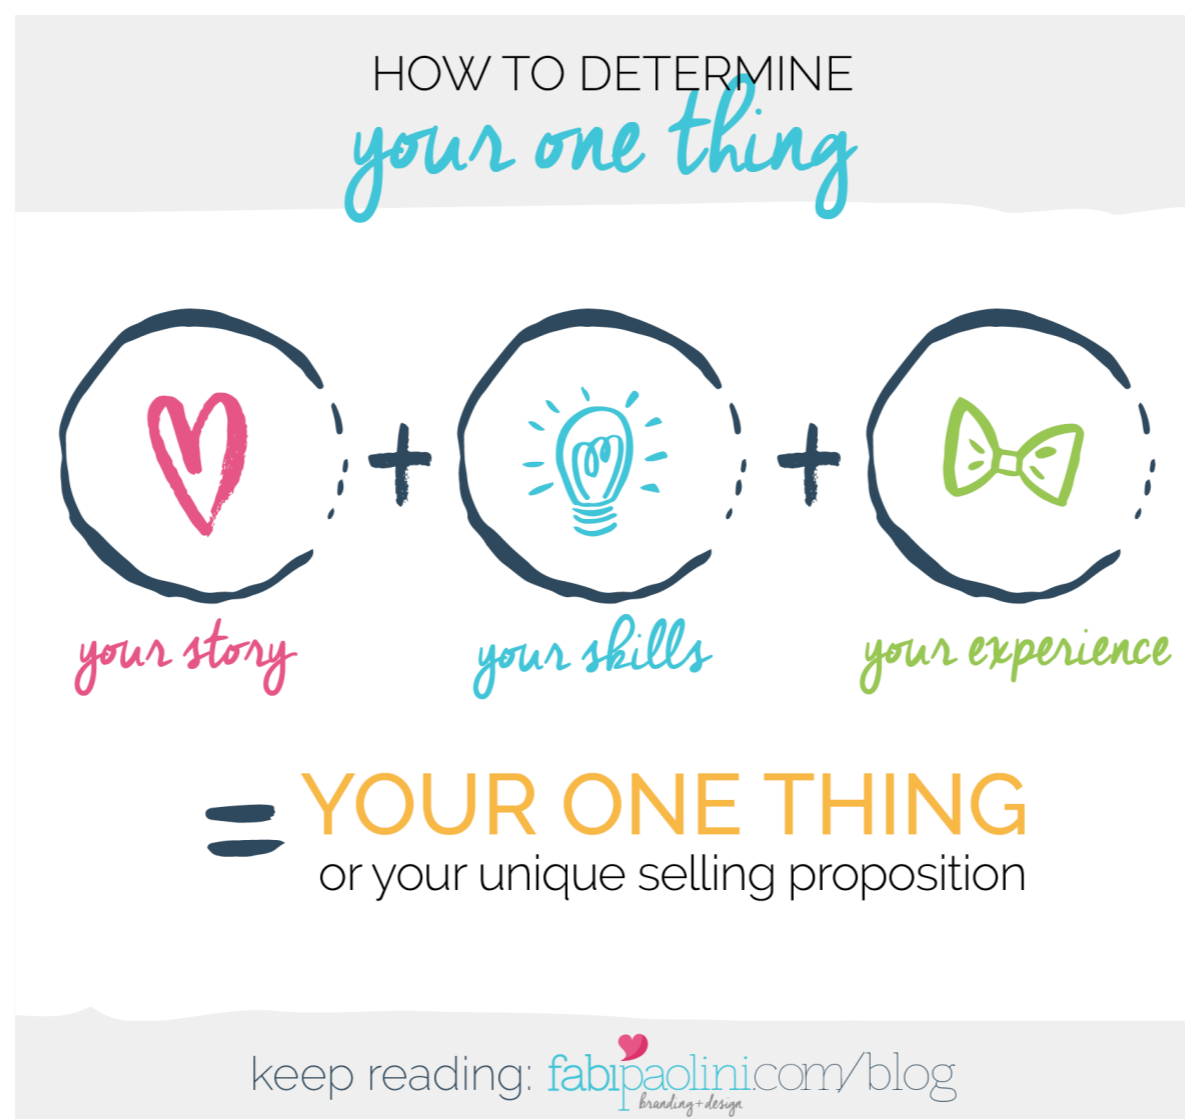 HOW TO DETERMINE
your one thing
+
+
your story
your skills
your experience
= YOUR ONE THING
or your unique selling proposition
keep reading: fabipaolini.com/blog
branding+design